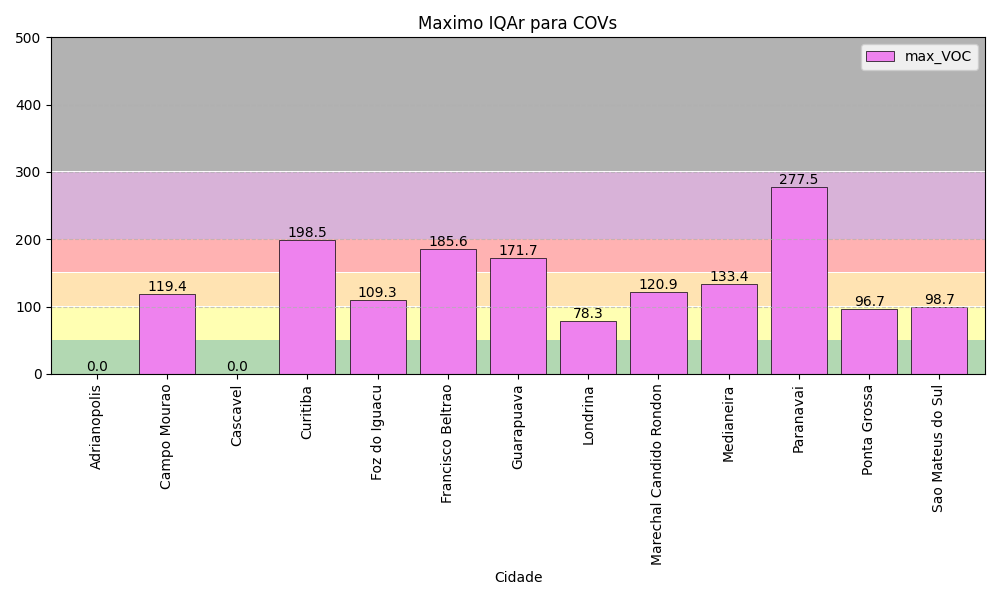 Maximo IQAr para COVs
max_VOC
500
400
300
200
100
0
0.0
119.4
0.0
198.5
109.3
185.6
171.7
78.3
120.9
133.4
277.5
96.7
98.7
Adrianopolis
Campo Mourao
Cascavel
Curitiba
Foz do Iguacu
Francisco Beltrao
Guarapuava
Londrina
Marechal Candido Rondon
Medianeira
Paranavai
Ponta Grossa
Sao Mateus do Sul
Cidade